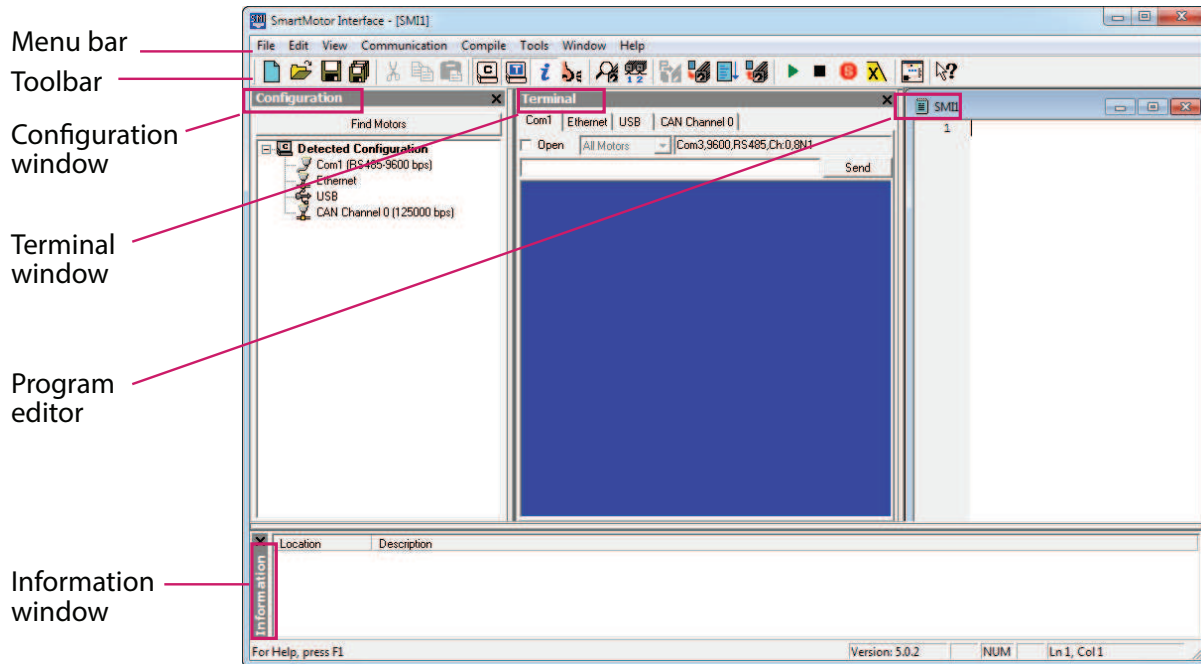 SmartMotor Interface - [SMI1]
Menu bar
File Edit View Communication Compile Tools Window Help
Toolbar
Configuration
window
Configuration
Find Motors
Detected Configuration
Com1 (RS485-9600 bps)
Ethernet
USB
CAN Channel 0 (125000 bps)
Terminal
Com1 Ethernet USB CAN Channel 0
Open All Motors Com3,9600,RS485,Ch:0,8N1
Send
SMI1
1
Terminal
window
Program
editor
Information
window
Location Description
Information
For Help, press F1 Version: 5.0.2 NUM Ln 1, Col 1